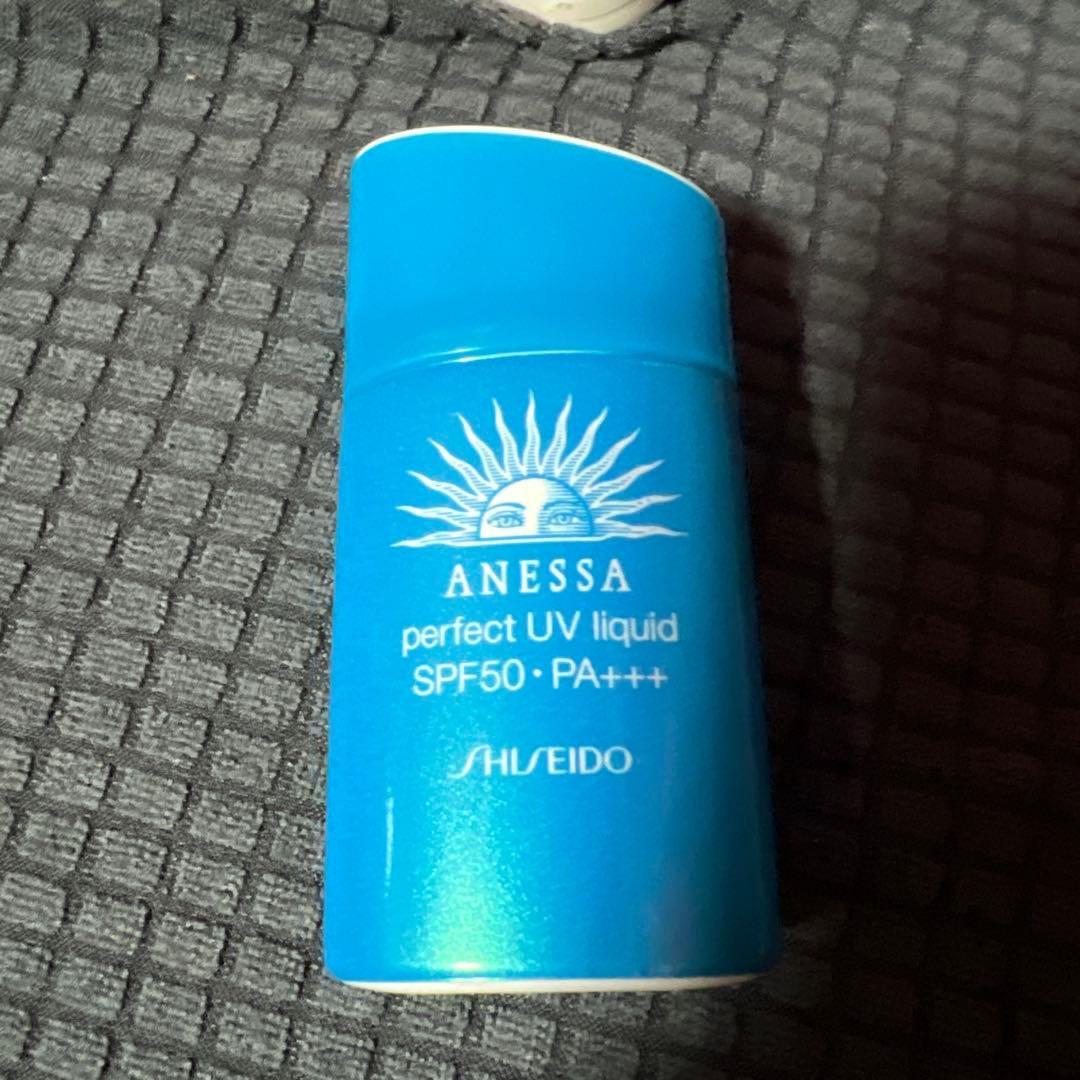 ANESSA
perfect UV liquid
SPF50・PA+++
SHISEIDO